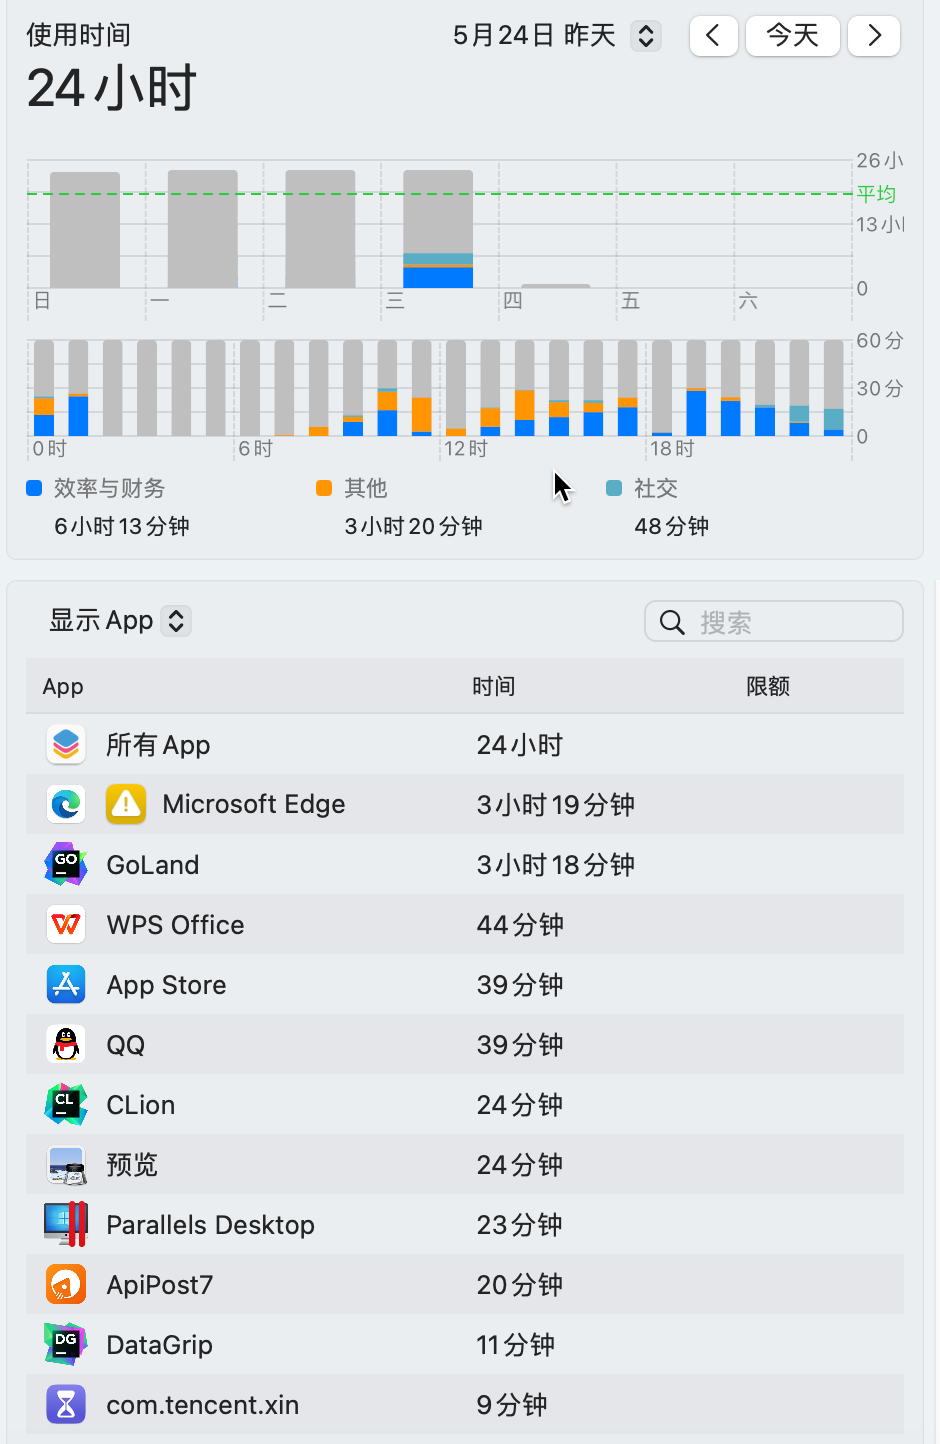 使用时间
5月24日 昨天
今天
24小时
26小
平均
13小
0
日 一 二 三 四 五 六
60分
30分
0
0时 6时 12时 18时
效率与财务 其他 社交
6小时13分钟 3小时20分钟 48分钟
显示 App
搜索
App 时间 限额
所有 App 24小时
Microsoft Edge 3小时19分钟
GO
GoLand 3小时18分钟
WPS Office 44分钟
App Store 39分钟
QQ 39分钟
CL
CLion 24分钟
预览 24分钟
Parallels Desktop 23分钟
ApiPost7 20分钟
DG
DataGrip 11分钟
com.tencent.xin 9分钟